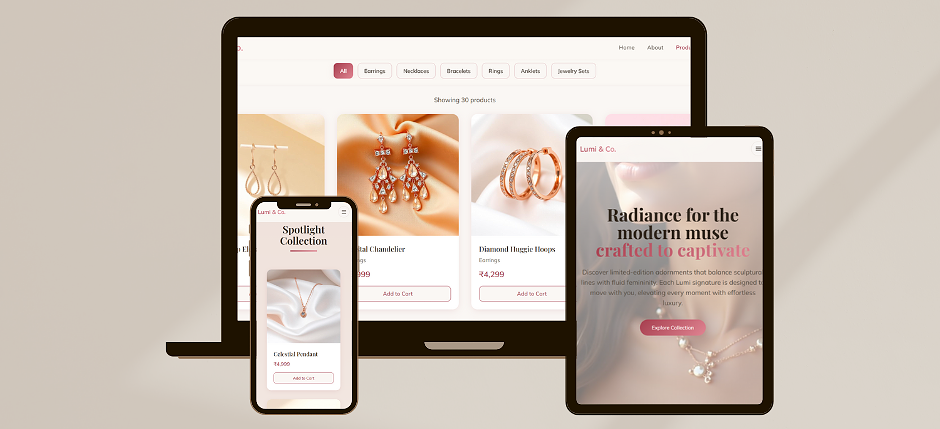 Home About
All Earrings Necklaces Bracelets Rings Anklets Jewelry Sets
Showing 30 products
Chandelier
Diamond Huggie Hoops
Earrings
₹4,299
Add to Cart
Lumi & Co.
Spotlight
Collection
Celestial Pendant
₹4,999
Add to Cart
Lumi & Co.
Radiance for the
modern muse
crafted to captivate
Discover limited-edition adornments that balance sculptural
lines with fluid femininity. Each Lumi signature is designed to
move with you, elevating every moment with effortless
luxury.
Explore Collection